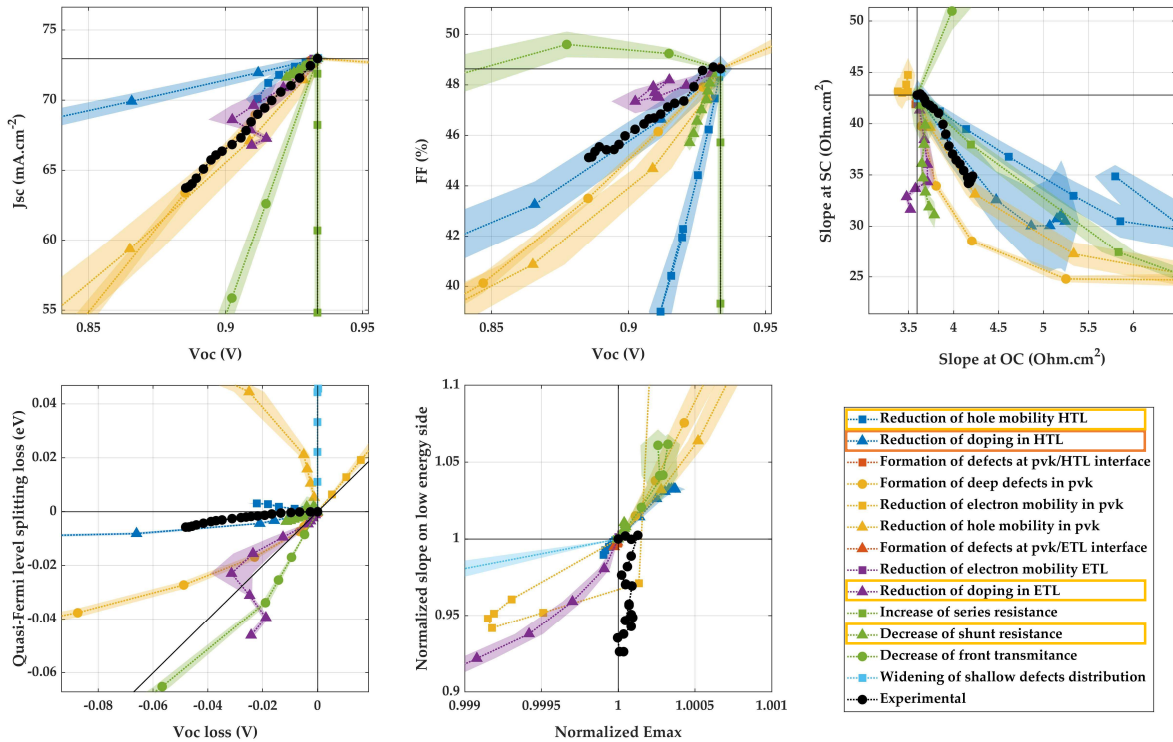 75
70
65
60
55
0.85
0.9
0.95
Jsc (mA.cm-2)
Voc (V)
50
48
46
44
42
40
0.85
0.9
0.95
FF (%)
Voc (V)
50
45
40
35
30
25
3.5
4
4.5
5
5.5
6
Slope at SC (Ohm.cm2)
Slope at OC (Ohm.cm2)
0.04
0.02
0
-0.02
-0.04
-0.06
-0.08
-0.06
-0.04
-0.02
0
Quasi-Fermi level splitting loss (eV)
Voc loss (V)
1.1
1.05
1
0.95
0.9
0.999
0.9995
1
1.0005
1.001
Normalized slope on low energy side
Normalized Emax
Reduction of hole mobility HTL
Reduction of doping in HTL
Formation of defects at pvk/HTL interface
Formation of deep defects in pvk
Reduction of electron mobility in pvk
Reduction of hole mobility in pvk
Formation of defects at pvk/ETL interface
Reduction of electron mobility ETL
Reduction of doping in ETL
Increase of series resistance
Decrease of shunt resistance
Decrease of front transmitance
Widening of shallow defects distribution
Experimental